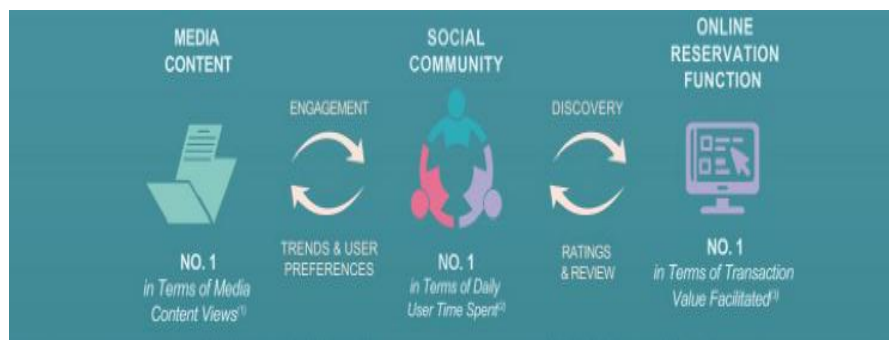 MEDIA
CONTENT
ENGAGEMENT
TRENDS & USER
PREFERENCES
NO. 1
in Terms of Media
Content Views(1)
SOCIAL
COMMUNITY
NO. 1
in Terms of Daily
User Time Spent(2)
DISCOVERY
RATINGS
& REVIEW
ONLINE
RESERVATION
FUNCTION
NO. 1
in Terms of Transaction
Value Facilitated(3)